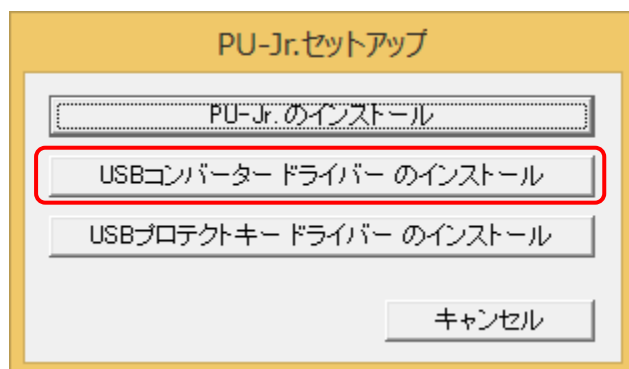 PU-Jr.セットアップ
PU-Jr.のインストール
USBコンバーター ドライバー のインストール
USBプロテクトキー ドライバー のインストール
キャンセル